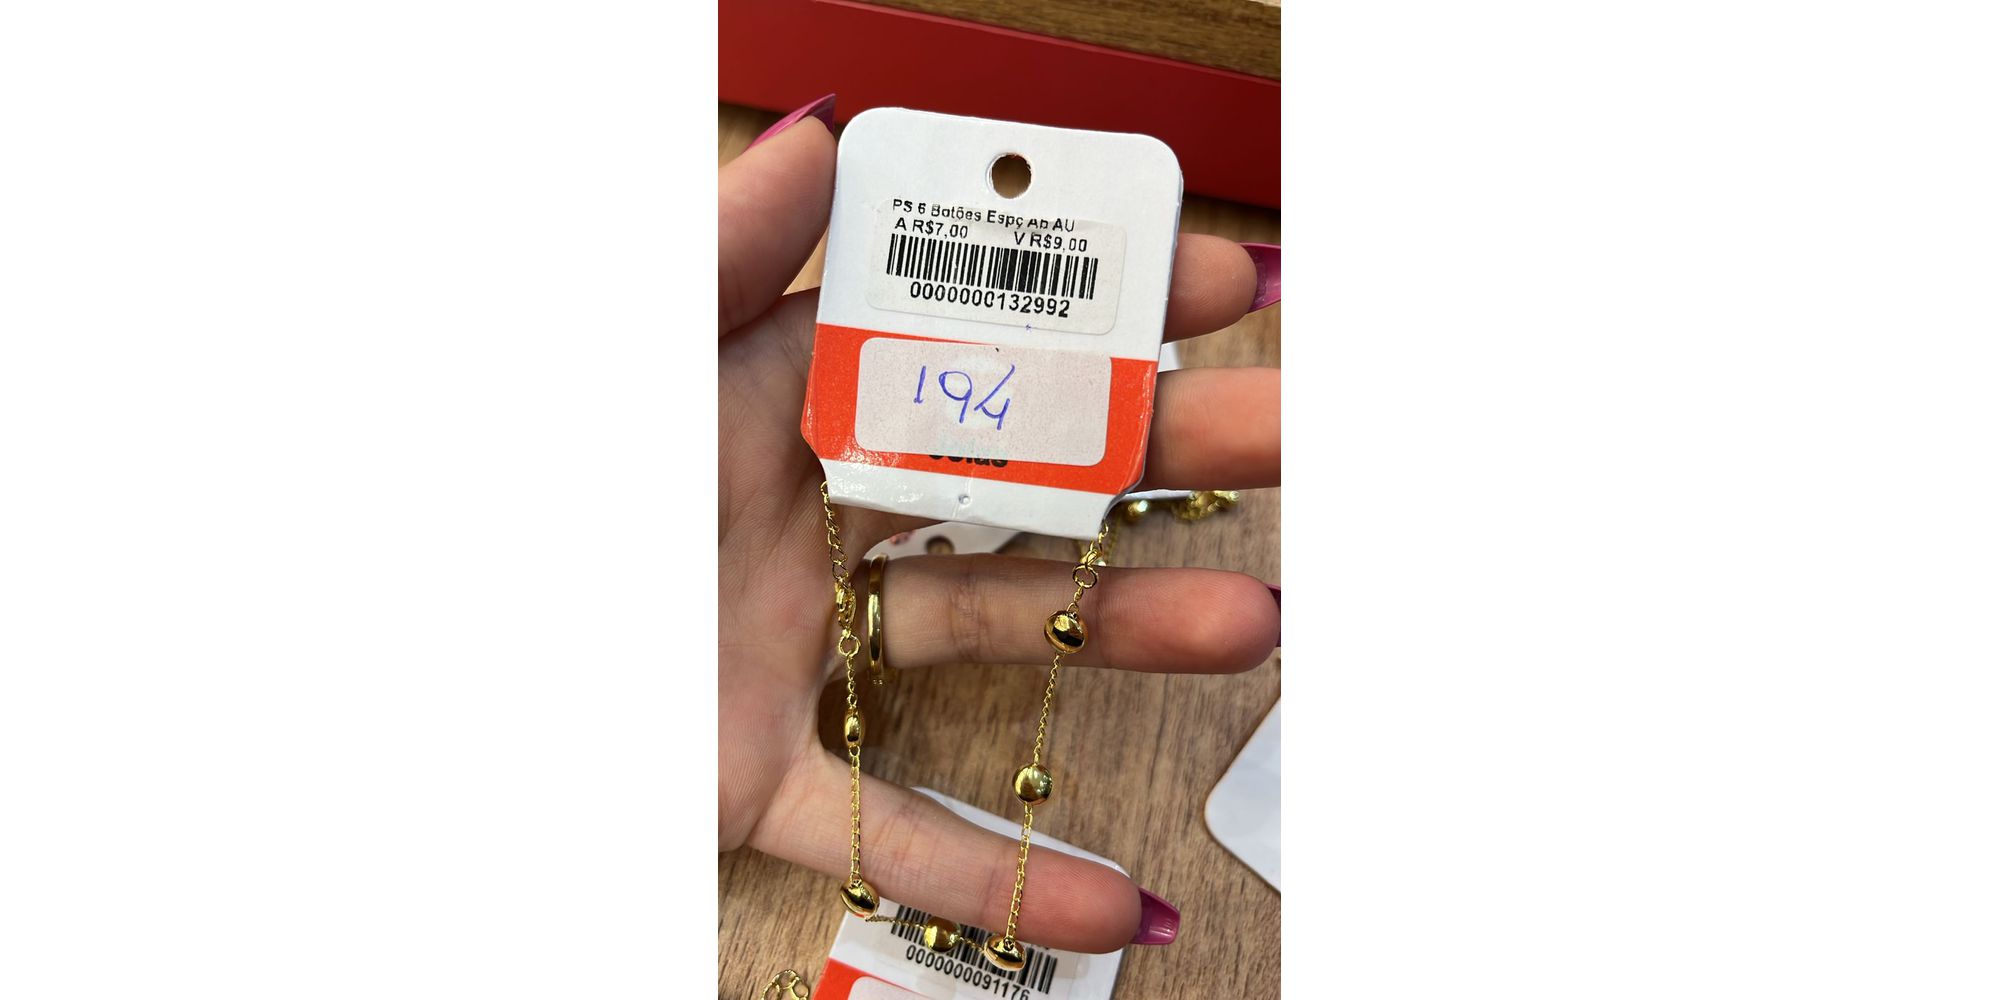 PS 6 Botões Espç Ab AU
A R$7,00 V R$9,00
0000000132992
194
0000000091176